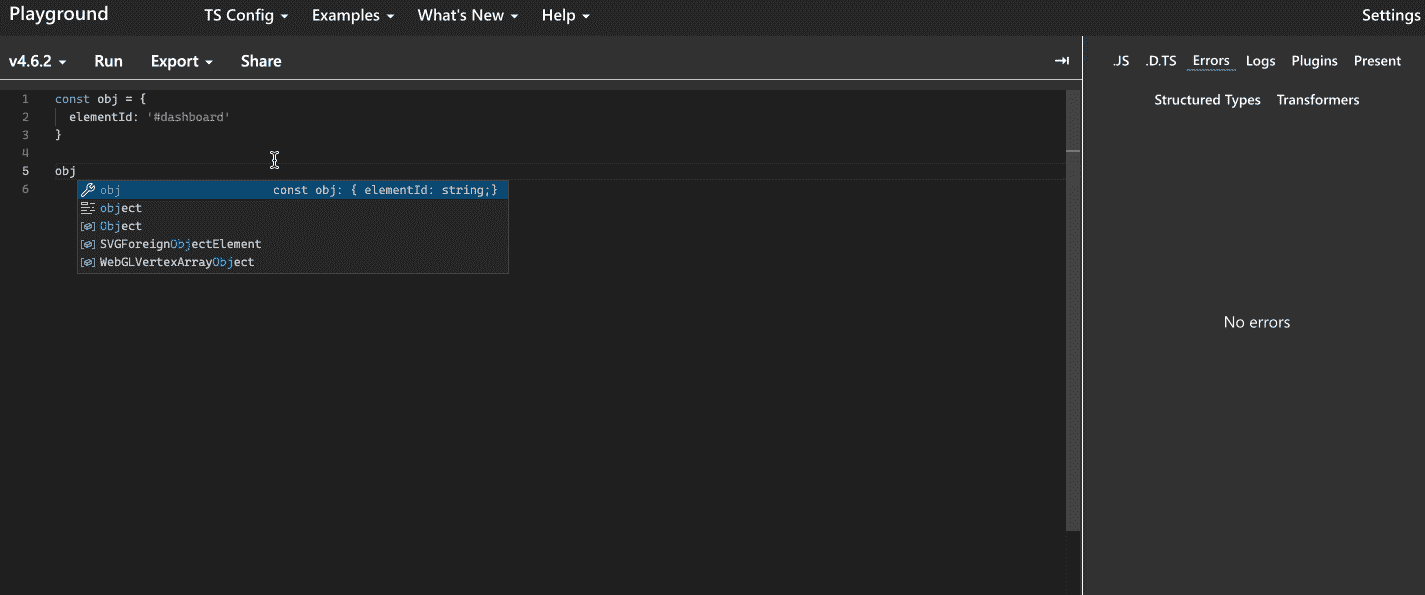 Playground TS Config Examples What's New Help Settings
v4.6.2 Run Export Share
.JS .D.TS Errors Logs Plugins Present
Structured Types Transformers
1 const obj = {
2 elementId: '#dashboard'
3 }
4
5 obj
6
obj const obj: { elementId: string;}
object
Object
SVGForeignObjectElement
WebGLVertexArrayObject
No errors